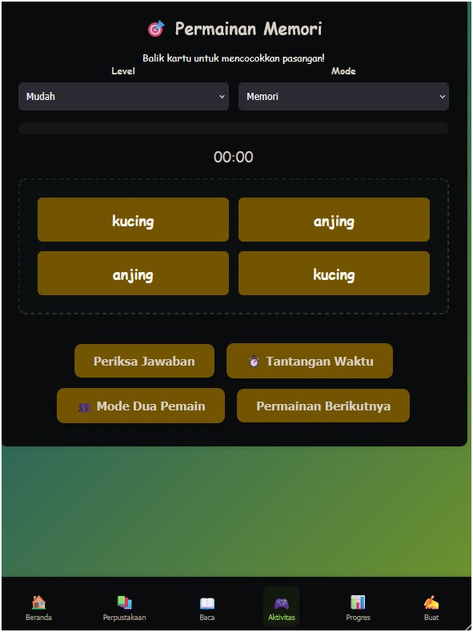 🎯 Permainan Memori
Balik kartu untuk mencocokkan pasangan!
Level Mode
Mudah Memori
00:00
kucing anjing
anjing kucing
Periksa Jawaban ⏱️ Tantangan Waktu
👥 Mode Dua Pemain Permainan Berikutnya
Beranda Perpustakaan Baca Aktivitas Progres Buat